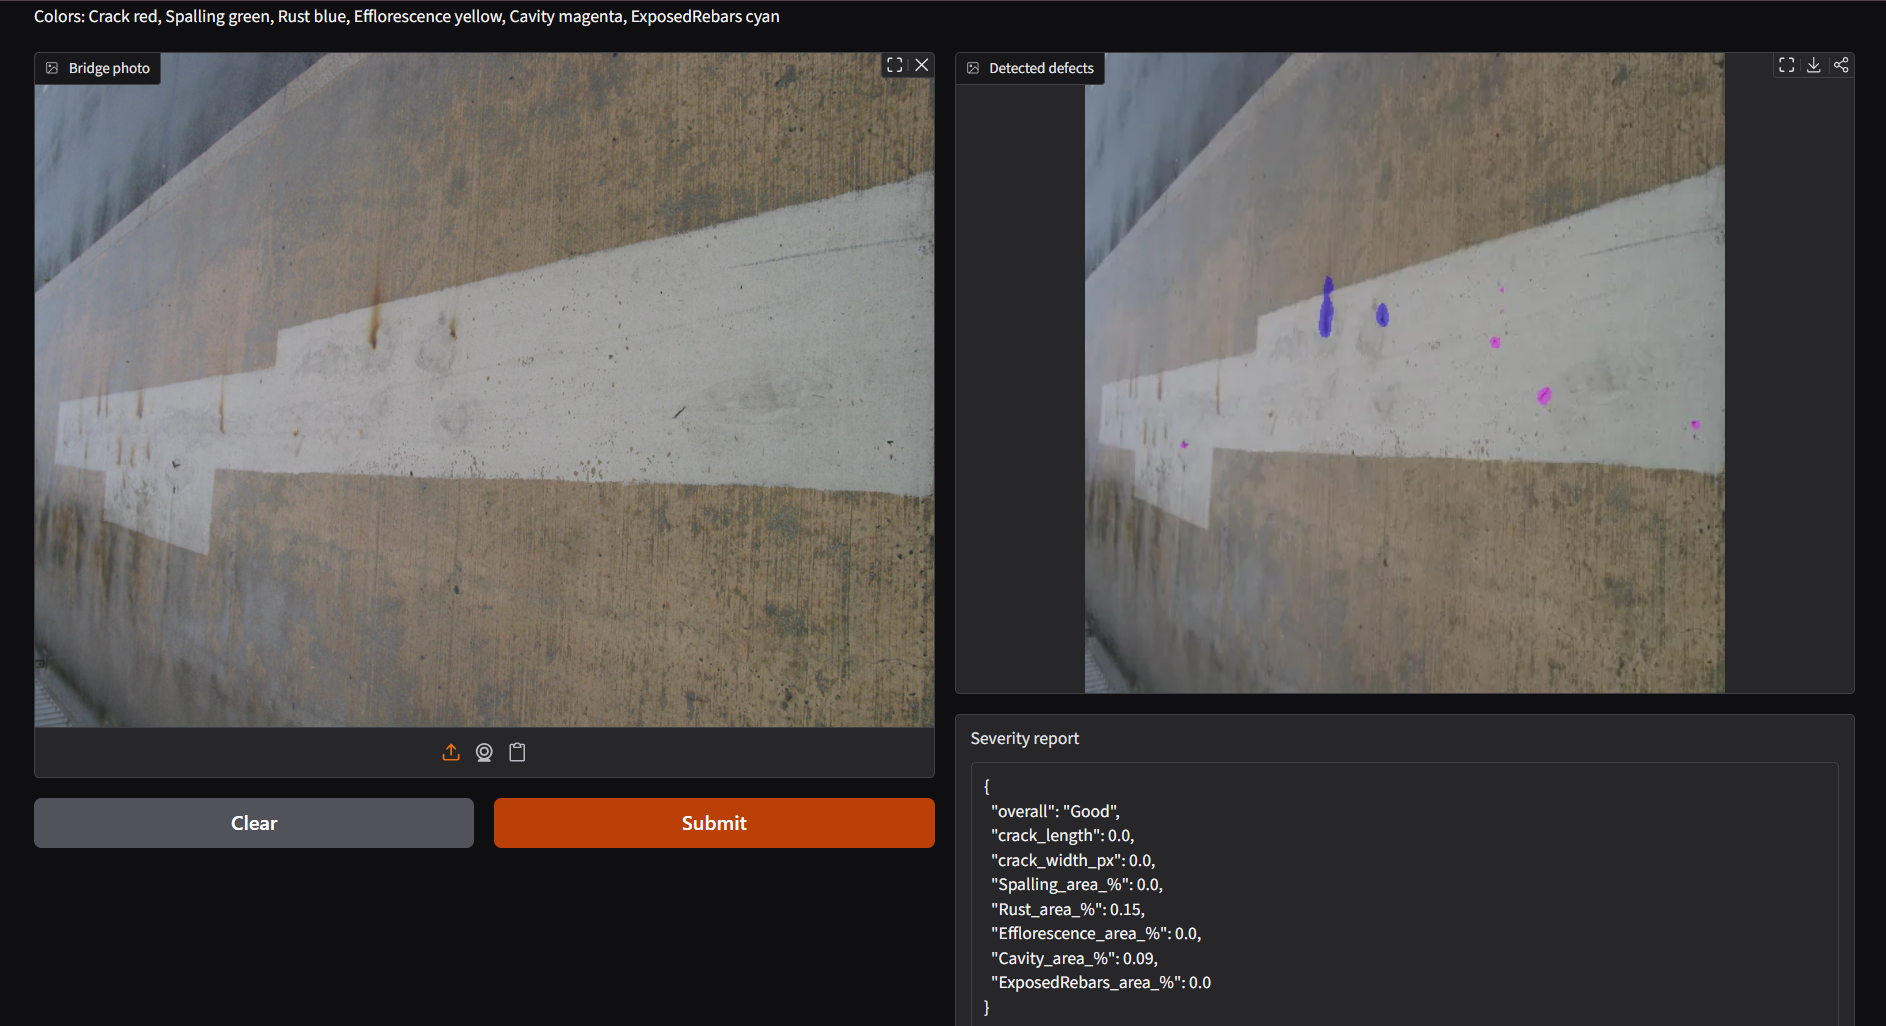 Colors: Crack red, Spalling green, Rust blue, Efflorescence yellow, Cavity magenta, ExposedRebars cyan
Bridge photo
Detected defects
Clear
Submit
Severity report
{
"overall": "Good",
"crack_length": 0.0,
"crack_width_px": 0.0,
"Spalling_area_%": 0.0,
"Rust_area_%": 0.15,
"Efflorescence_area_%": 0.0,
"Cavity_area_%": 0.09,
"ExposedRebars_area_%": 0.0
}